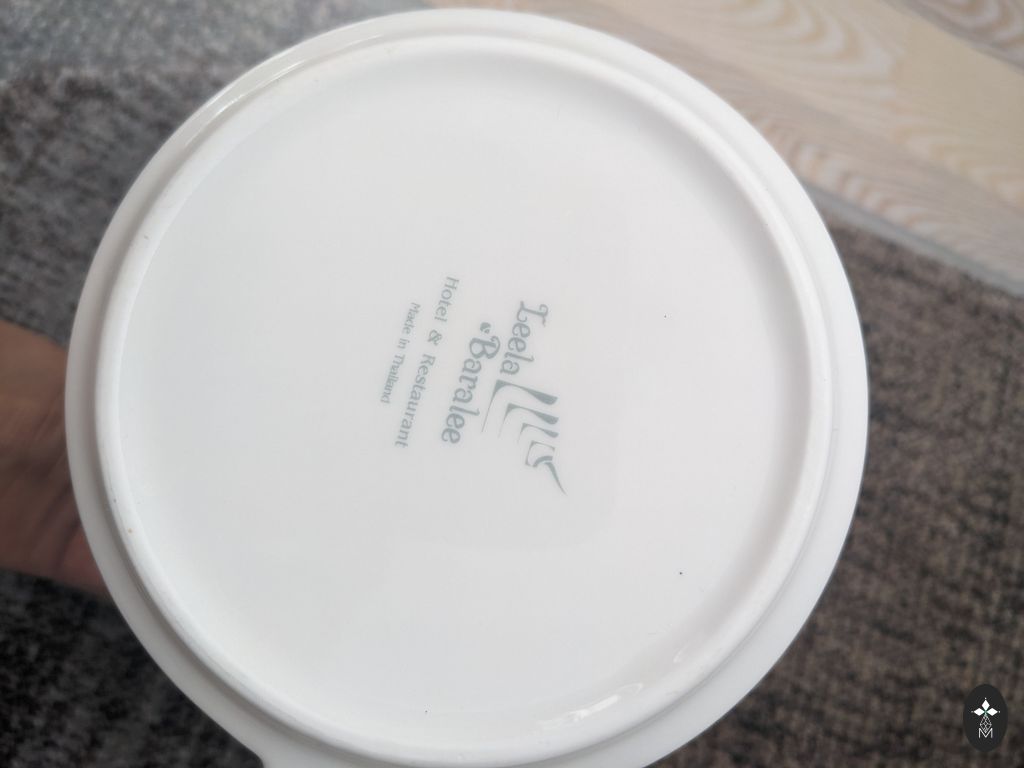 Leela
"Baralee
Hotel & Restaurant
Made in Thailand
M